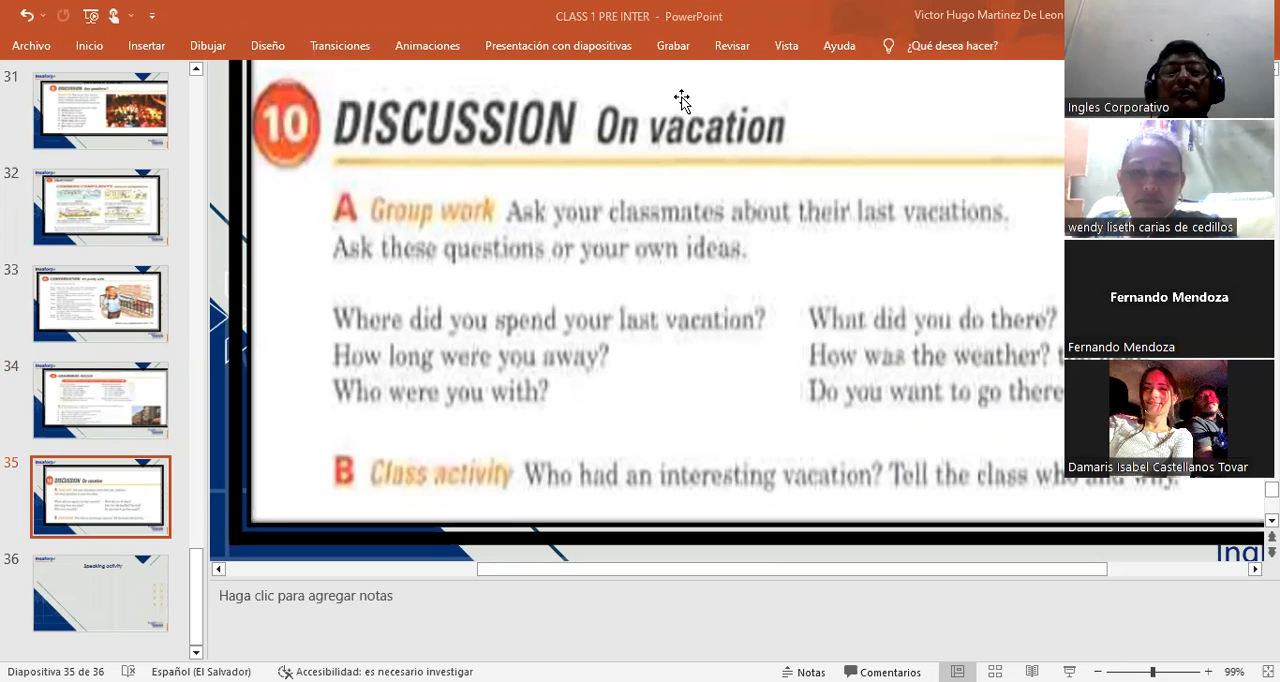 CLASS 1 PRE INTER - PowerPoint
Victor Hugo Martinez De Leon
Archivo Inicio Insertar Dibujar Diseño Transiciones Animaciones Presentación con diapositivas Grabar Revisar Vista Ayuda ¿Qué desea hacer?
31
32
33
34
35
36
Speaking activity
10 DISCUSSION On vacation
A Group work Ask your classmates about their last vacations.
Ask these questions or your own ideas.
Where did you spend your last vacation? What did you do there?
How long were you away? How was the weather?
Who were you with? Do you want to go there
B Class activity Who had an interesting vacation? Tell the class who and why.
Ingles Corporativo
wendy liseth carias de cedillos
Fernando Mendoza
Fernando Mendoza
Damaris Isabel Castellanos Tovar
Haga clic para agregar notas
Diapositiva 35 de 36 Español (El Salvador) Accesibilidad: es necesario investigar Notas Comentarios 99%